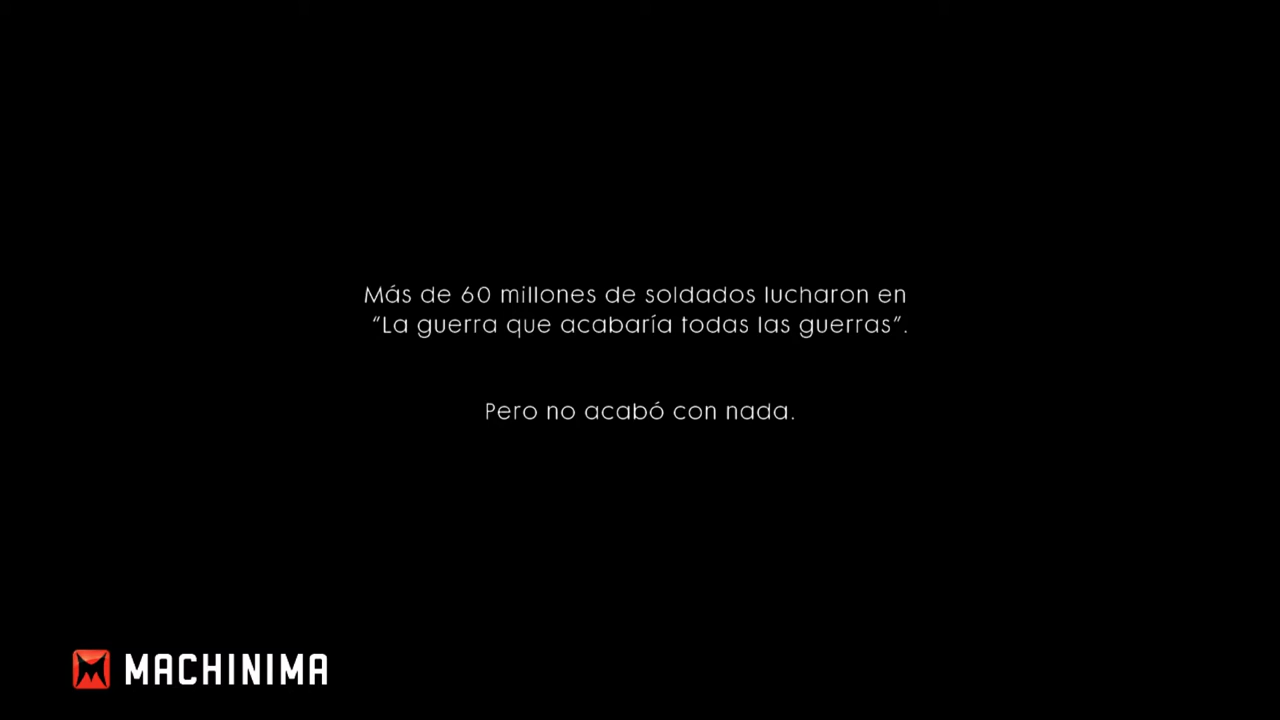 Más de 60 millones de soldados lucharon en
“La guerra que acabaría todas las guerras”.
Pero no acabó con nada.
MACHINIMA